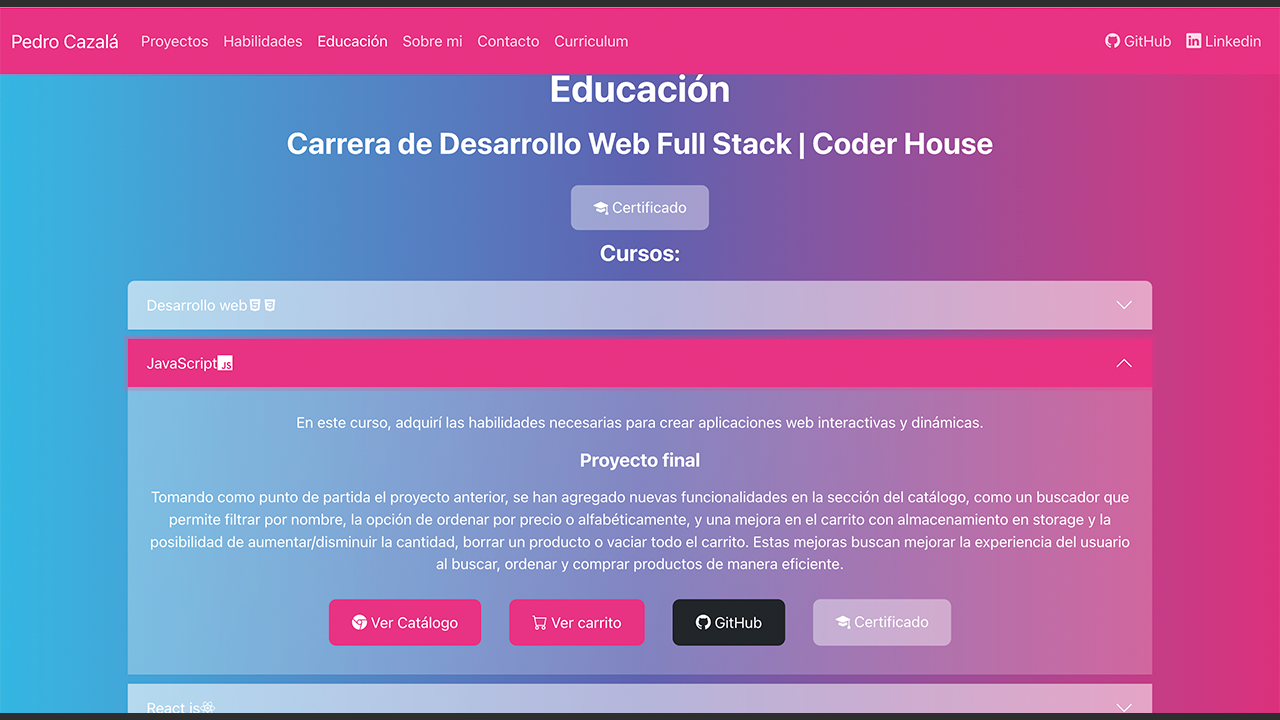 Pedro Cazalá Proyectos Habilidades Educación Sobre mi Contacto Curriculum GitHub Linkedin
Educación
Carrera de Desarrollo Web Full Stack | Coder House
Certificado
Cursos:
Desarrollo web
JavaScript JS
En este curso, adquirí las habilidades necesarias para crear aplicaciones web interactivas y dinámicas.
Proyecto final
Tomando como punto de partida el proyecto anterior, se han agregado nuevas funcionalidades en la sección del catálogo, como un buscador que
permite filtrar por nombre, la opción de ordenar por precio o alfabéticamente, y una mejora en el carrito con almacenamiento en storage y la
posibilidad de aumentar/disminuir la cantidad, borrar un producto o vaciar todo el carrito. Estas mejoras buscan mejorar la experiencia del usuario
al buscar, ordenar y comprar productos de manera eficiente.
Ver Catálogo Ver carrito GitHub Certificado
React js